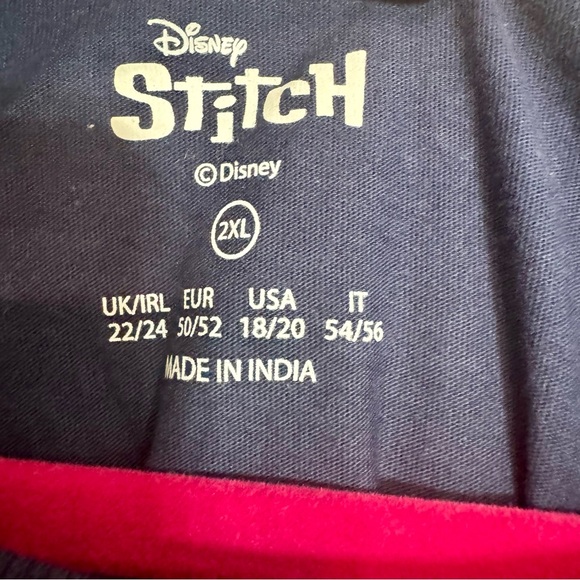 Disney
STiTCH
©Disney
2XL
UK/IRL EUR USA IT
22/24 50/52 18/20 54/56
MADE IN INDIA